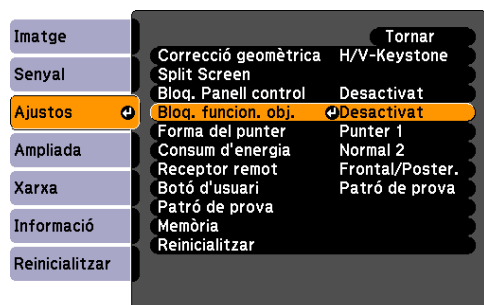 Imatge
Senyal
Ajustos
Ampliada
Xarxa
Informació
Reinicialitzar
Tornar
Correcció geomètrica H/V-Keystone
Split Screen
Bloq. Panell control Desactivat
Bloq. funcion. obj. Desactivat
Forma del punter Punter 1
Consum d'energia Normal 2
Receptor remot Frontal/Poster.
Botó d'usuari Patró de prova
Patró de prova
Memòria
Reinicialitzar